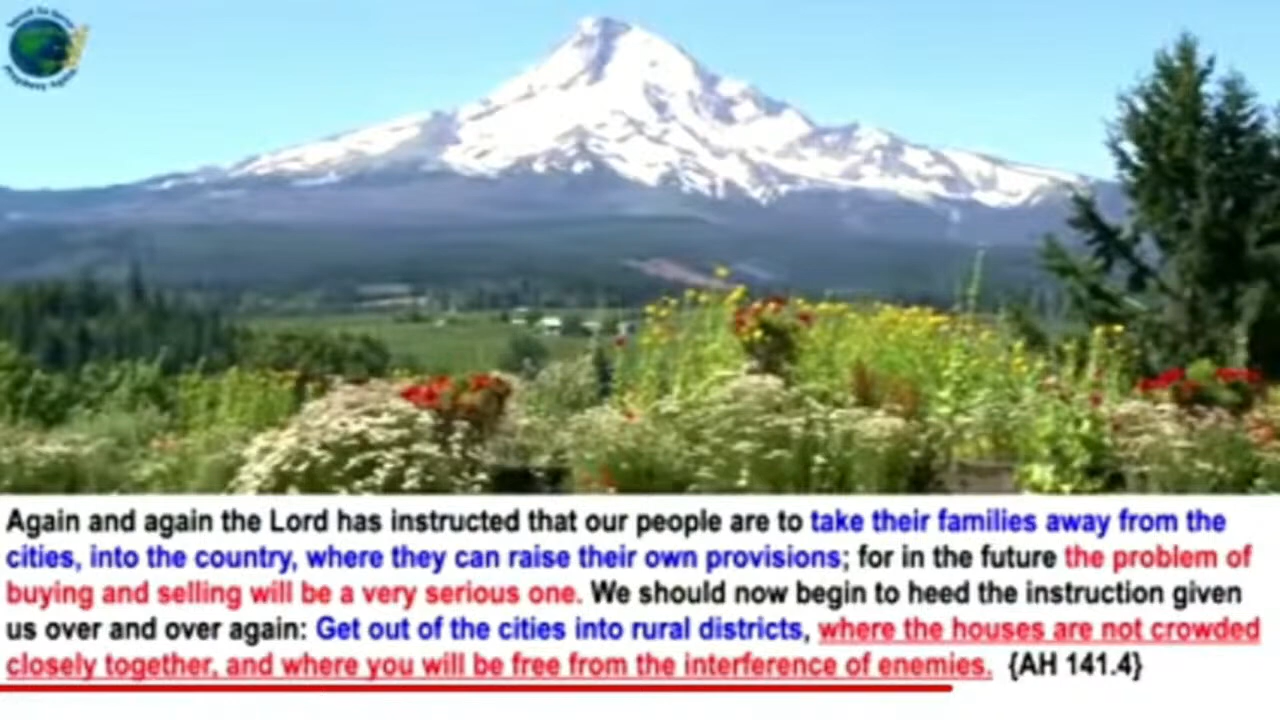 Again and again the Lord has instructed that our people are to take their families away from the
cities, into the country, where they can raise their own provisions; for in the future the problem of
buying and selling will be a very serious one. We should now begin to heed the instruction given
us over and over again: Get out of the cities into rural districts, where the houses are not crowded
closely together, and where you will be free from the interference of enemies. {AH 141.4}